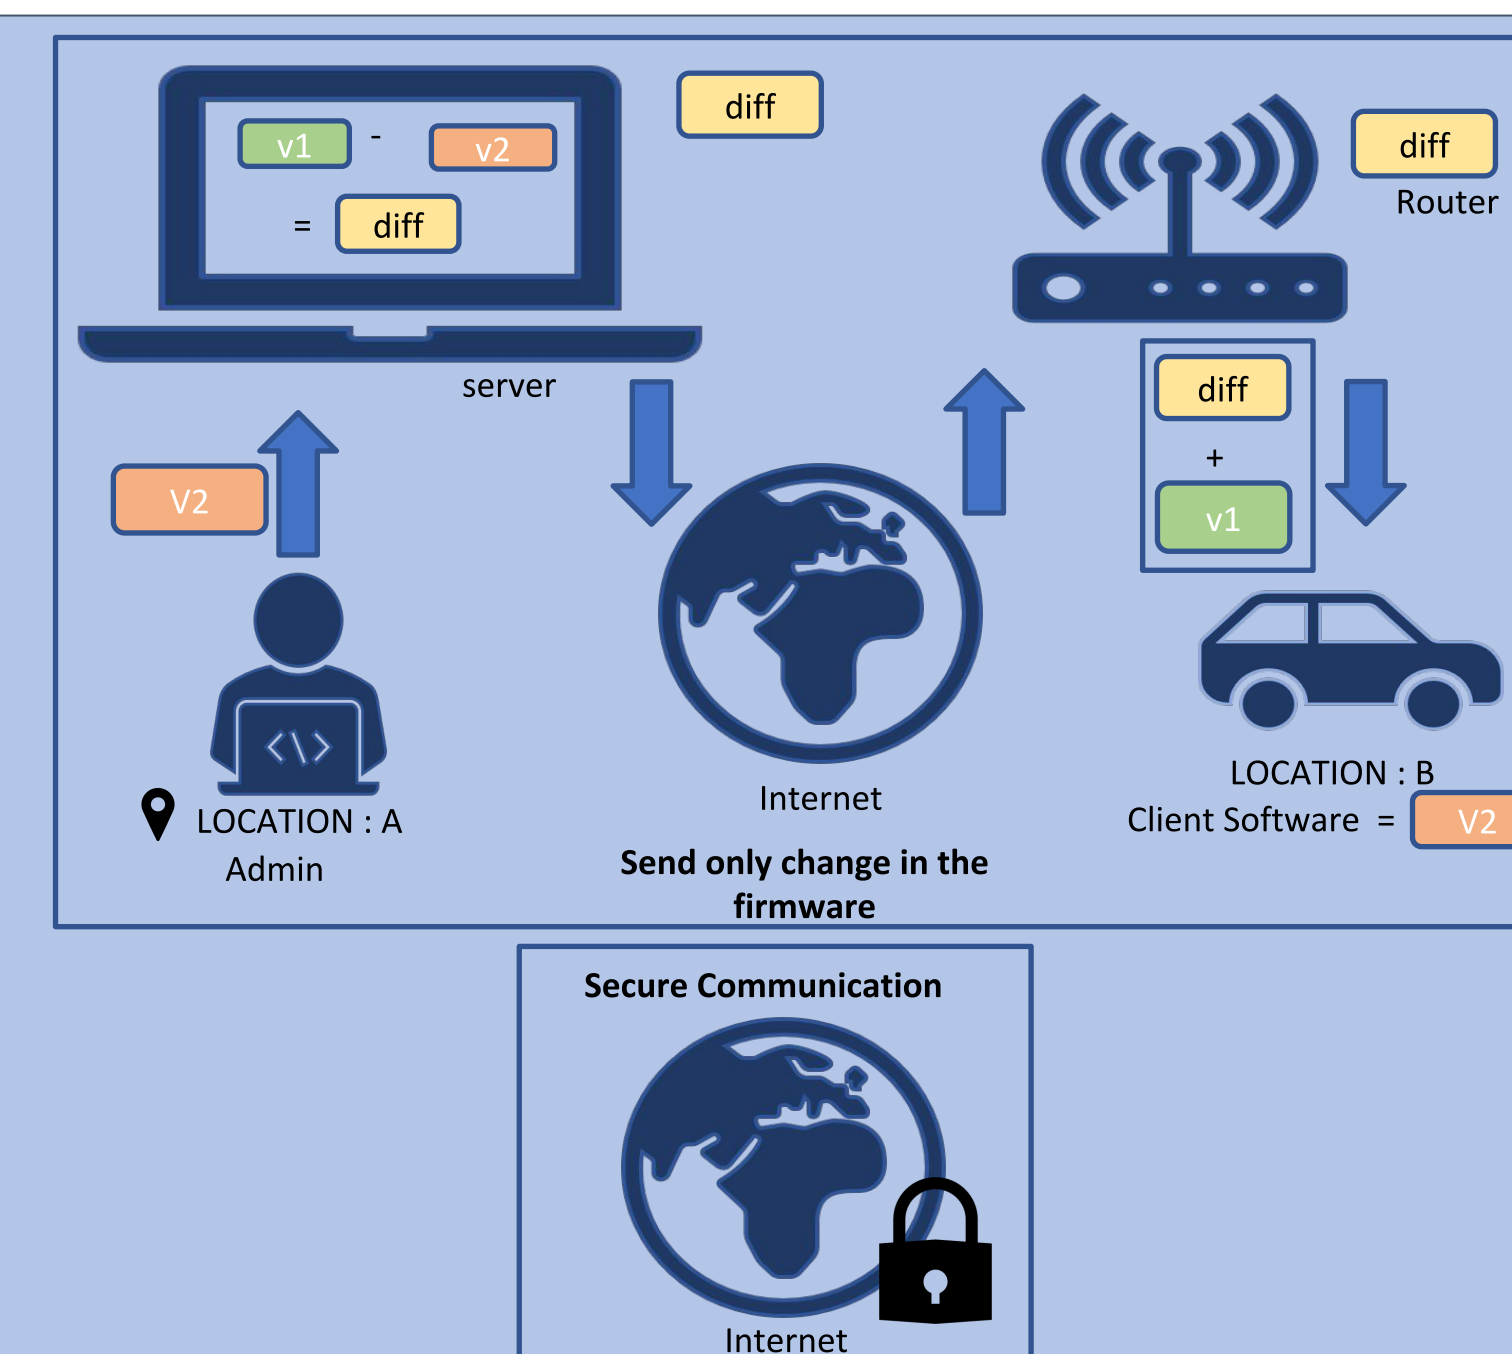 v1 - v2
= diff
diff
diff
Router
server
diff
+
v1
V2
</>
LOCATION : A
Admin
Internet
Send only change in the
firmware
LOCATION : B
Client Software = V2
Secure Communication
Internet